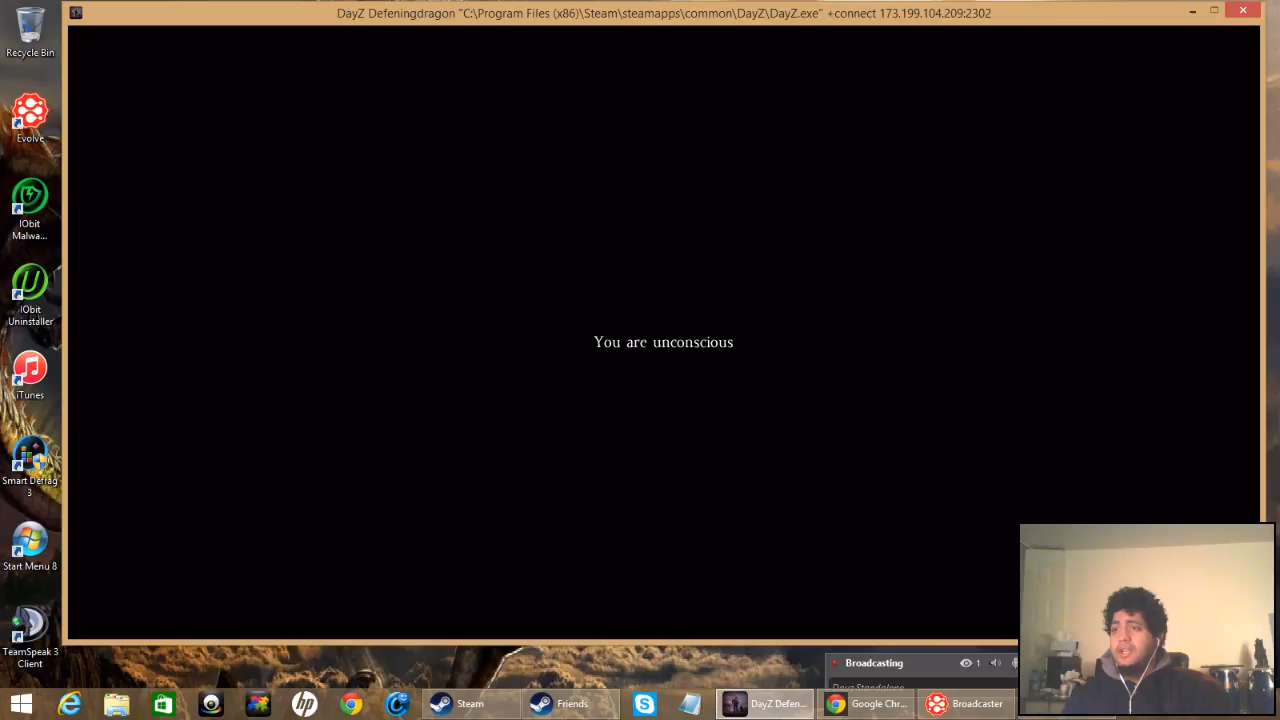 DayZ Defeningdragon "C:\Program Files (x86)\Steam\steamapps\common\DayZ\DayZ.exe" +connect 173.199.104.209:2302
Recycle Bin
Evolve
IObit
Malwa...
IObit
Uninstaller
iTunes
Smart Defrag
3
Start Menu 8
TeamSpeak 3
Client
You are unconscious
Broadcasting
1
Dayz Standalone
Steam
Friends
DayZ Defen...
Google Chr...
Broadcaster